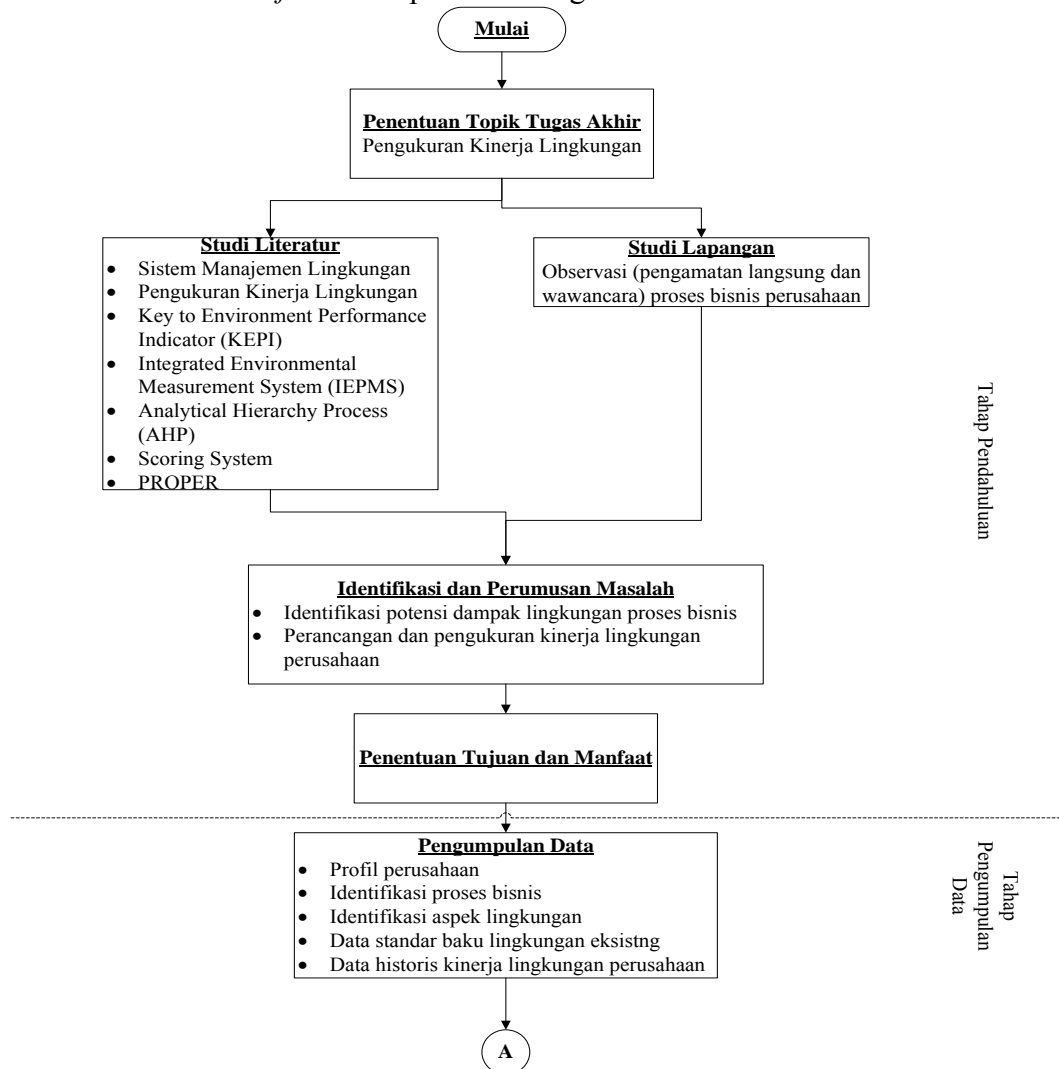 Mulai
Penentuan Topik Tugas Akhir
Pengukuran Kinerja Lingkungan
Studi Literatur
• Sistem Manajemen Lingkungan
• Pengukuran Kinerja Lingkungan
• Key to Environment Performance
Indicator (KEPI)
• Integrated Environmental
Measurement System (IEPMS)
• Analytical Hierarchy Process
(AHP)
• Scoring System
• PROPER
Studi Lapangan
Observasi (pengamatan langsung dan
wawancara) proses bisnis perusahaan
Identifikasi dan Perumusan Masalah
• Identifikasi potensi dampak lingkungan proses bisnis
• Perancangan dan pengukuran kinerja lingkungan
perusahaan
Penentuan Tujuan dan Manfaat
Tahap Pendahuluan
Pengumpulan Data
• Profil perusahaan
• Identifikasi proses bisnis
• Identifikasi aspek lingkungan
• Data standar baku lingkungan eksistng
• Data historis kinerja lingkungan perusahaan
Tahap
Pengumpulan
Data
A